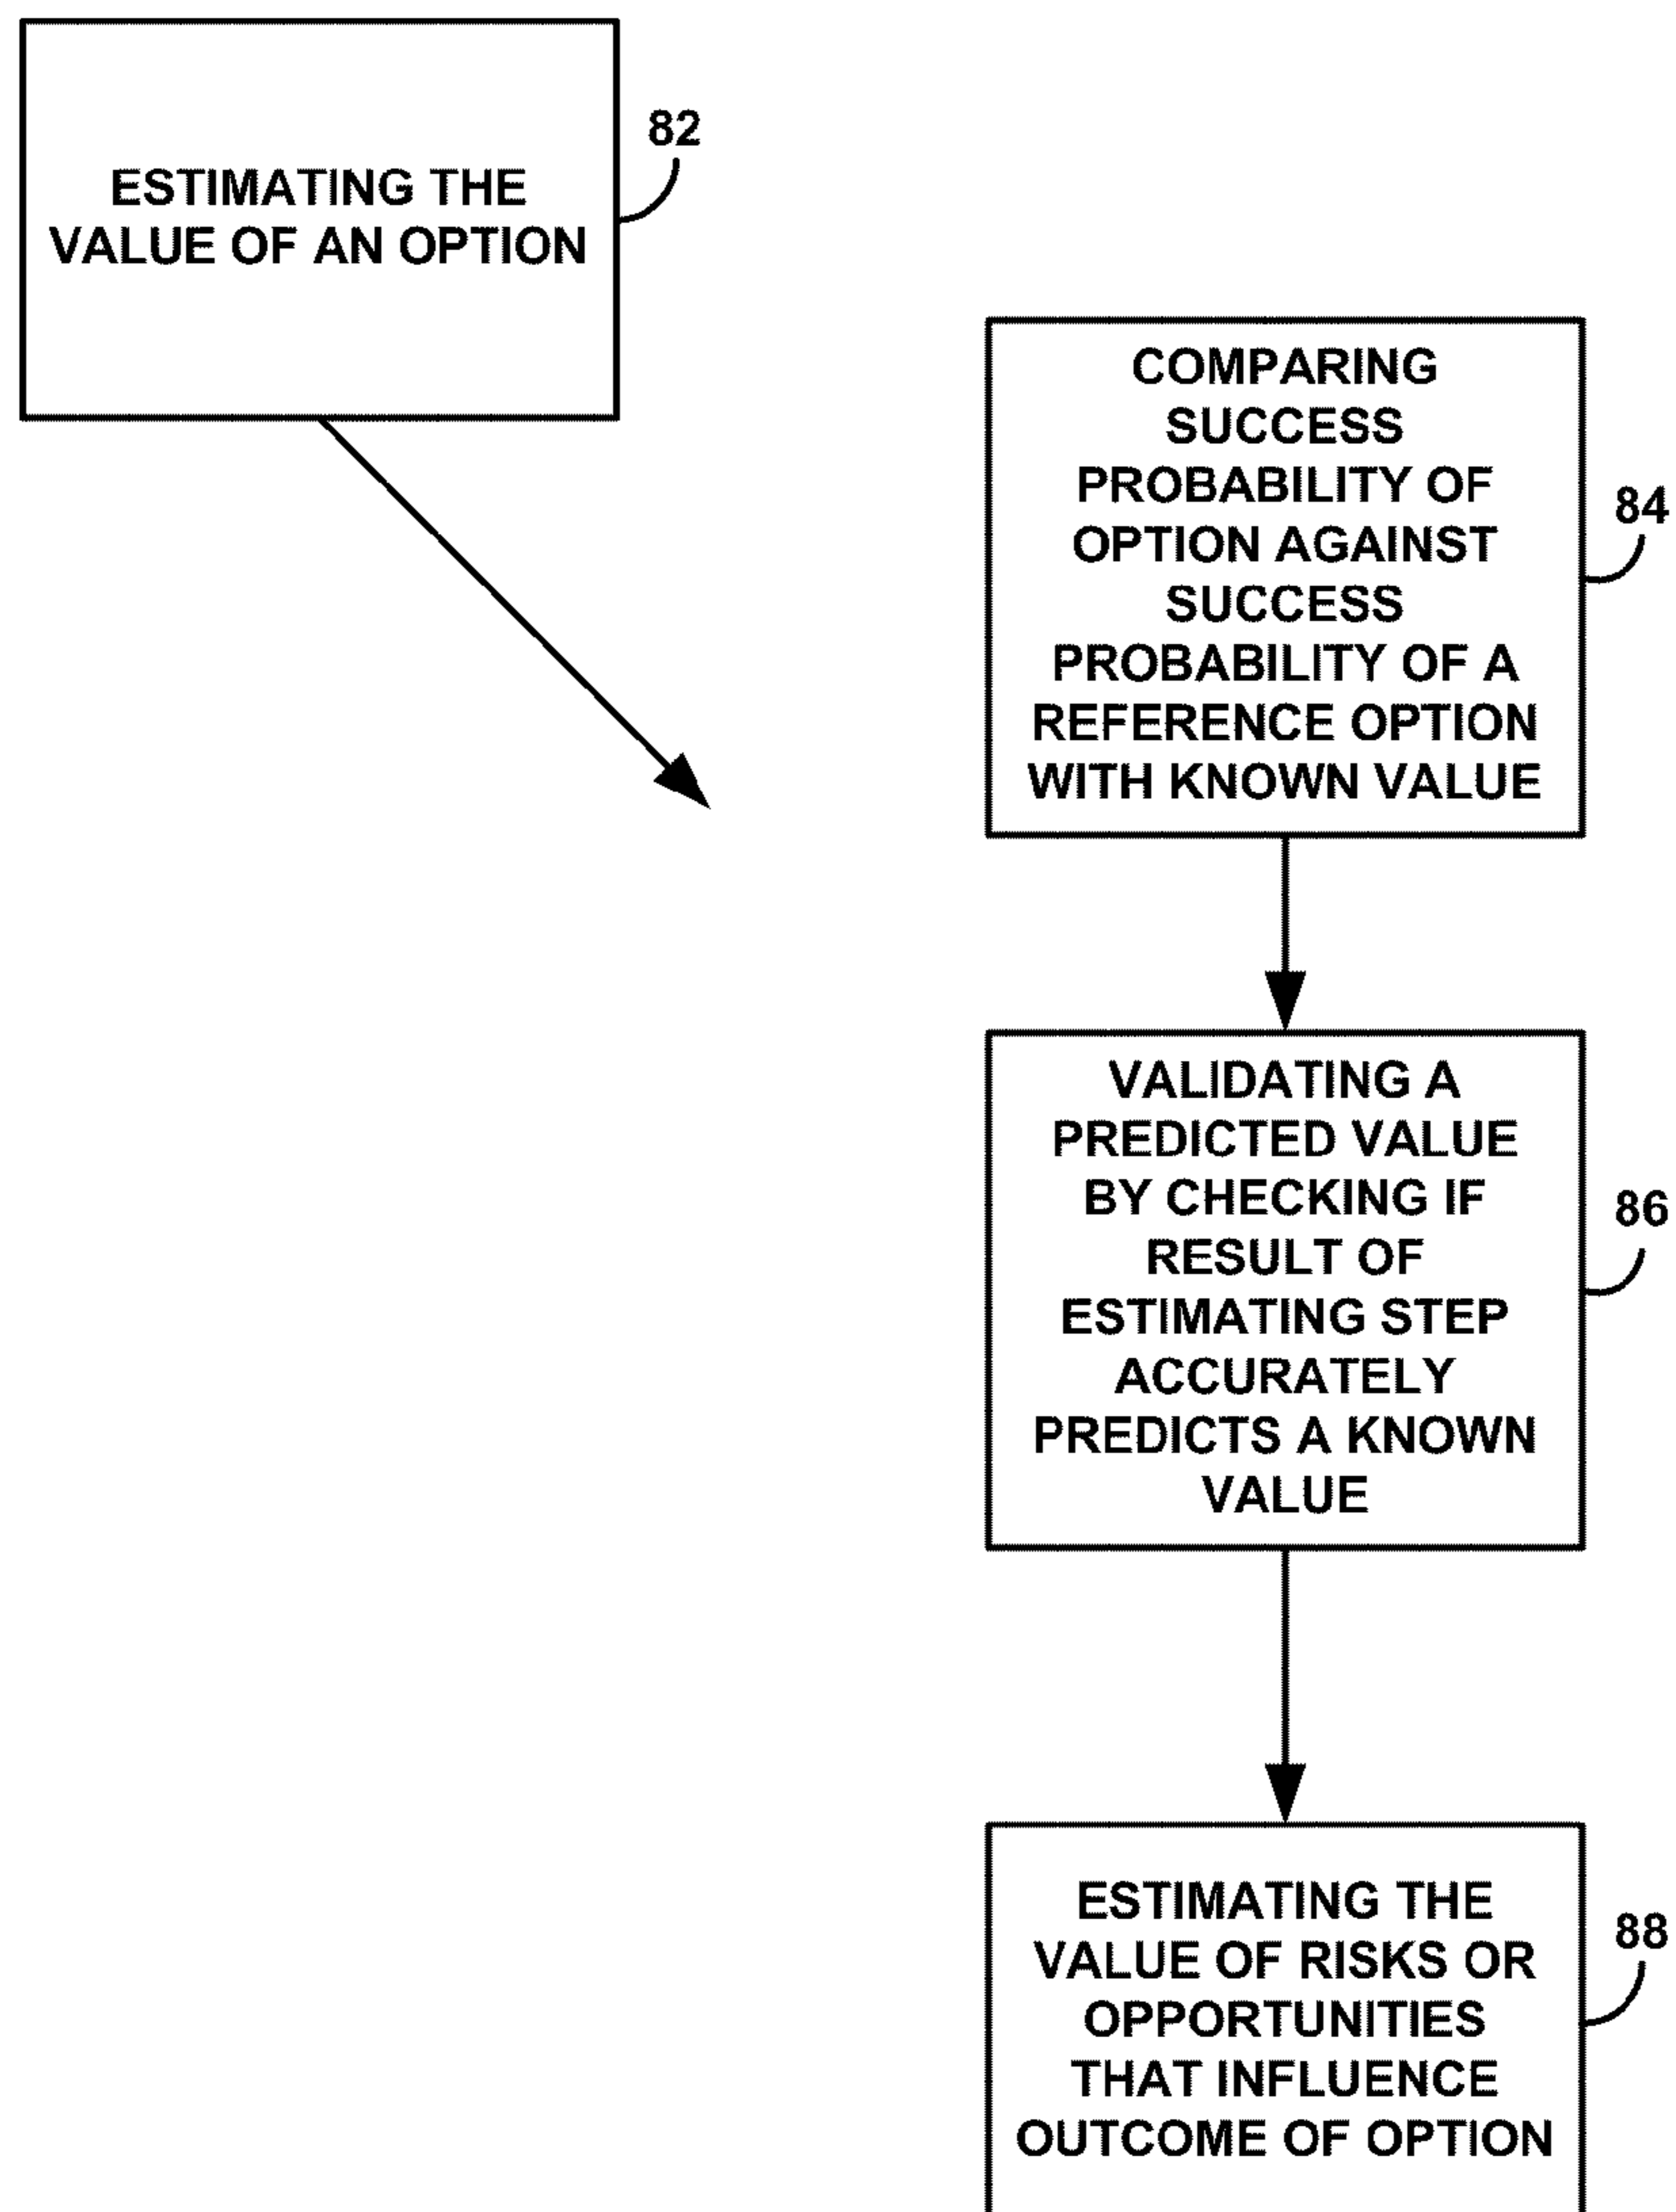 ESTIMATING THE
VALUE OF AN OPTION
82
COMPARING
SUCCESS
PROBABILITY OF
OPTION AGAINST
SUCCESS
PROBABILITY OF A
REFERENCE OPTION
WITH KNOWN VALUE
84
VALIDATING A
PREDICTED VALUE
BY CHECKING IF
RESULT OF
ESTIMATING STEP
ACCURATELY
PREDICTS A KNOWN
VALUE
86
ESTIMATING THE
VALUE OF RISKS OR
OPPORTUNITIES
THAT INFLUENCE
OUTCOME OF OPTION
88